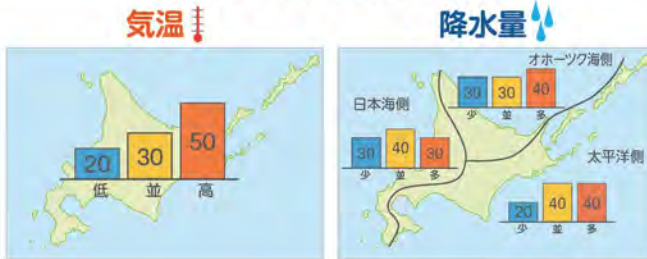 気温
降水量
20 30 50
低 並 高
オホーツク海側
30 30 40
少 並 多
日本海側
30 40 30
少 並 多
太平洋側
20 40 40
少 並 多